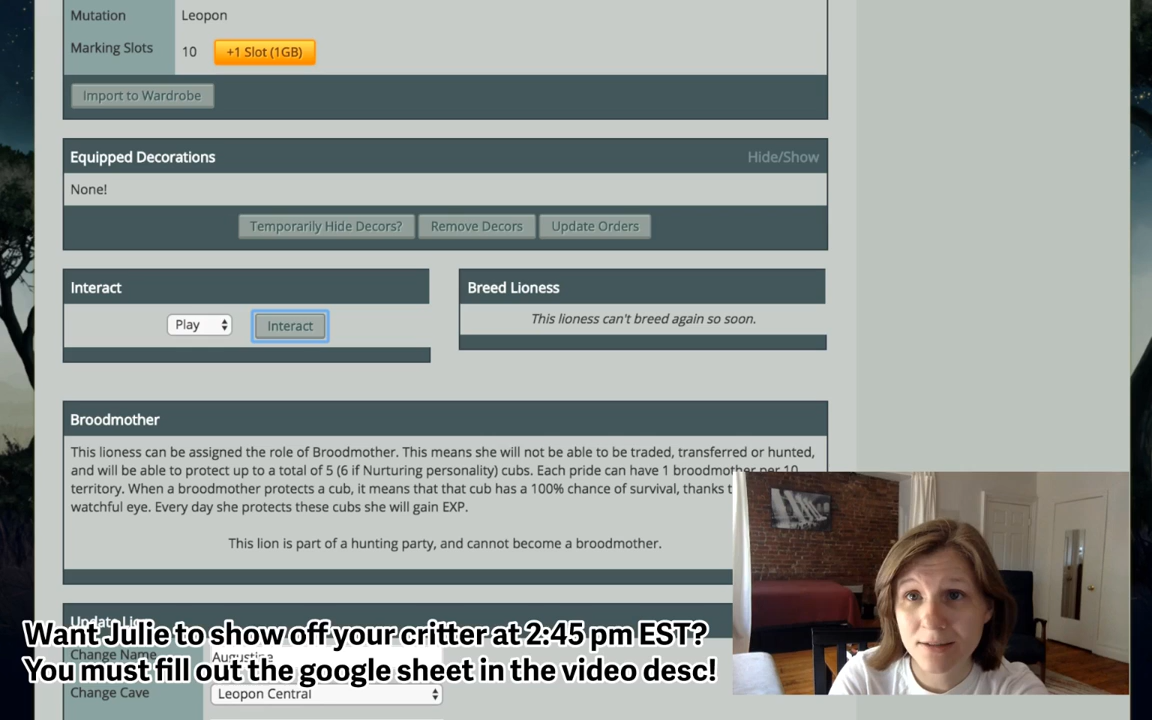 Mutation Leopon
Marking Slots 10 +1 Slot (1GB)
Import to Wardrobe
Equipped Decorations Hide/Show
None!
Temporarily Hide Decors? Remove Decors Update Orders
Interact
Breed Lioness
Play Interact
This lioness can't breed again so soon.
Broodmother
This lioness can be assigned the role of Broodmother. This means she will not be able to be traded, transferred or hunted,
and will be able to protect up to a total of 5 (6 if Nurturing personality) cubs. Each pride can have 1 broodmother per 10
territory. When a broodmother protects a cub, it means that that cub has a 100% chance of survival, thanks
watchful eye. Every day she protects these cubs she will gain EXP.
This lion is part of a hunting party, and cannot become a broodmother.
Update Lion
Want Julie to show off your critter at 2:45 pm EST?
Change Name Augustine
You must fill out the google sheet in the video desc!
Change Cave Leopon Central